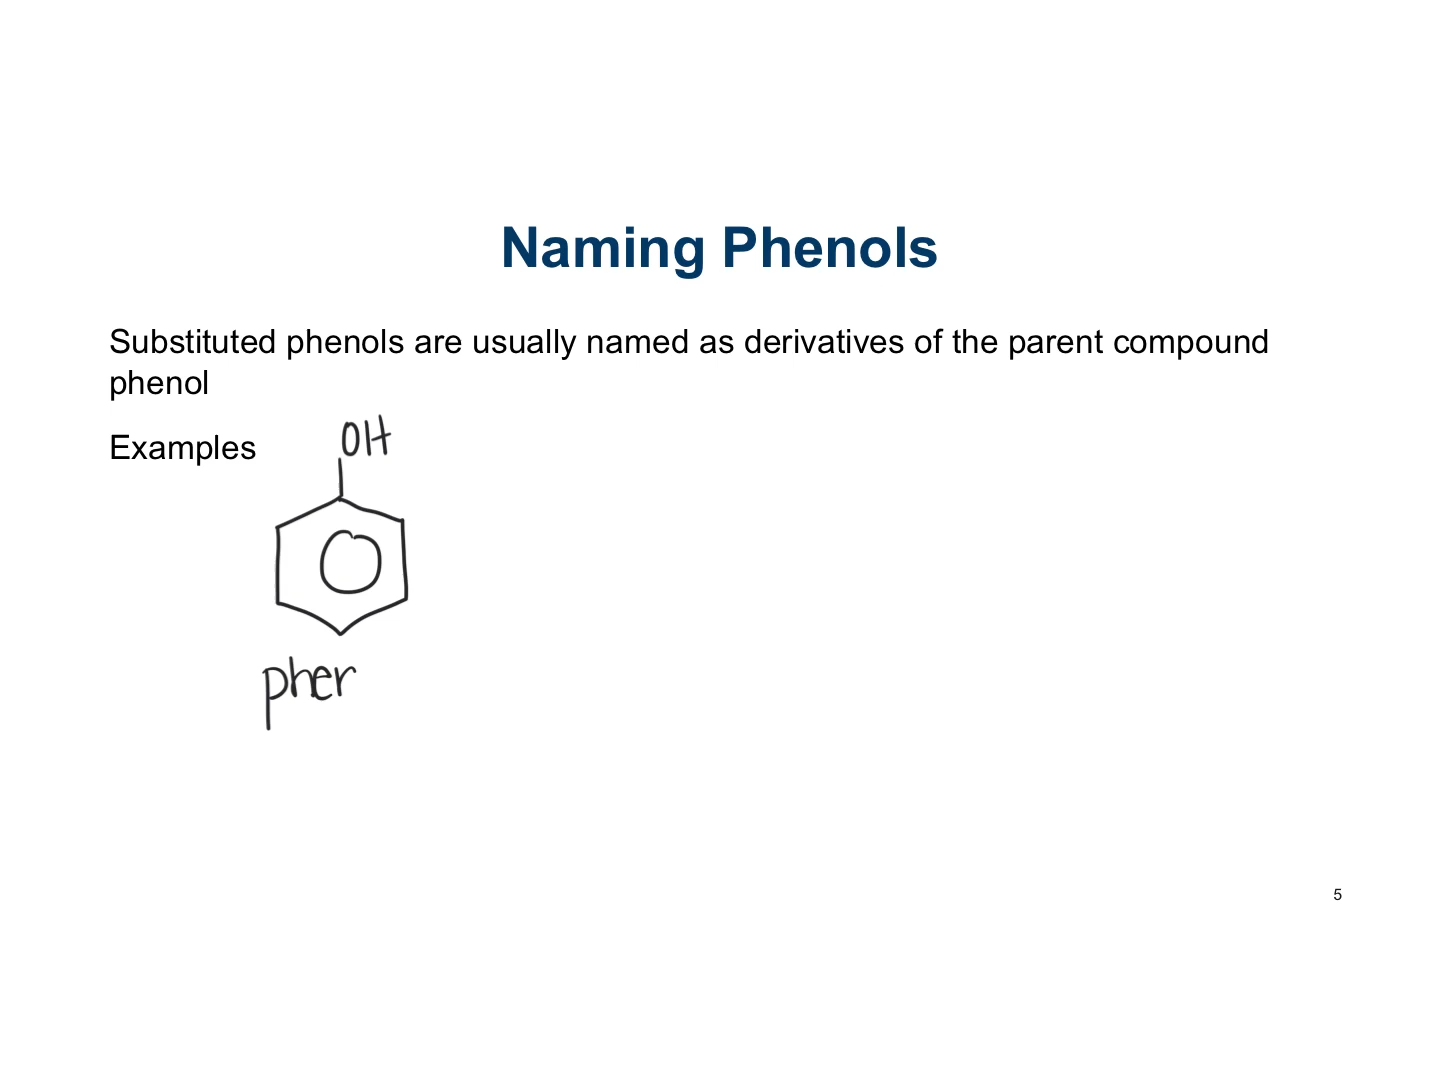 Naming Phenols
Substituted phenols are usually named as derivatives of the parent compound
phenol
Examples
OH
pher
5